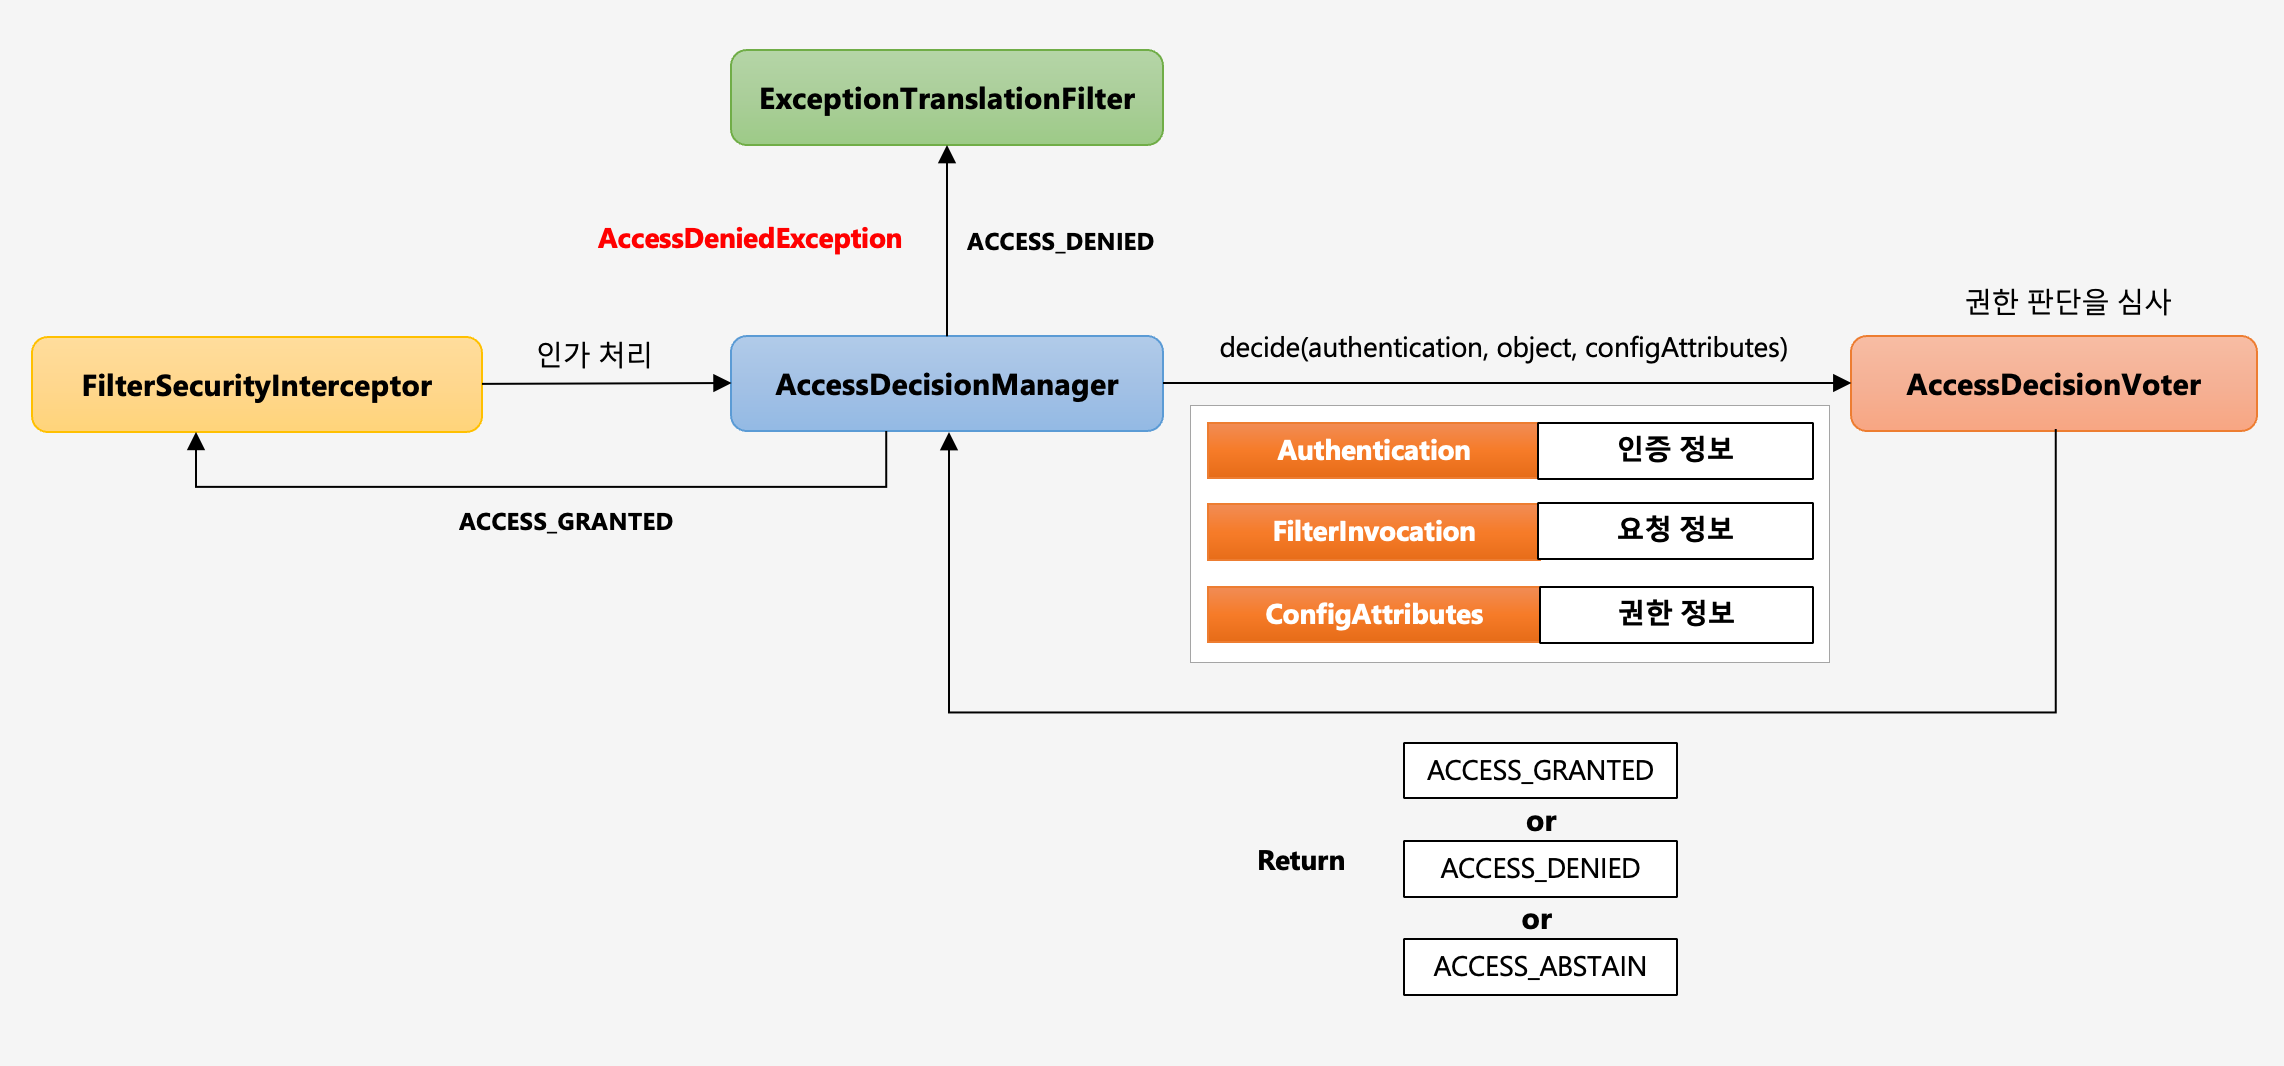 ExceptionTranslationFilter
AccessDeniedException
ACCESS_DENIED
권한 판단을 심사
인가 처리
decide(authentication, object, configAttributes)
FilterSecurityInterceptor
AccessDecisionManager
AccessDecisionVoter
Authentication
인증 정보
ACCESS_GRANTED
FilterInvocation
요청 정보
ConfigAttributes
권한 정보
ACCESS_GRANTED
or
Return
ACCESS_DENIED
or
ACCESS_ABSTAIN